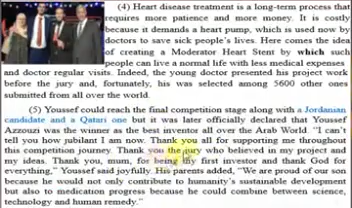 (4) Heart disease treatment is a long-term process that
requires more patience and more money. It is costly
because it demands a heart pump, which is used now by
doctors to save sick people's lives. Here comes the idea
of creating a Moderator Heart Stent by which such
people can live a normal life with less medical expenses
and doctor regular visits. Indeed, the young doctor presented his project work
before the jury and, fortunately, his was selected among 5600 other ones
submitted from all over the world.
(5) Youssef could reach the final competition stage along with a Jordanian
candidate and a Qatari one but it was later officially declared that Youssef
Azzouzi was the winner as the best inventor all over the Arab World. "I can't
tell you how jubilant I am now. Thank you all for supporting me throughout
this competition journey. Thank you the jury who believed in my project and
my ideas. Thank you, mum, for being my first investor and thank God for
everything," Youssef said joyfully. His parents added, "We are proud of our son
because he would not only contribute to humanity's sustainable development
but also to medication progress because he could combine between science,
technology and human remedy."